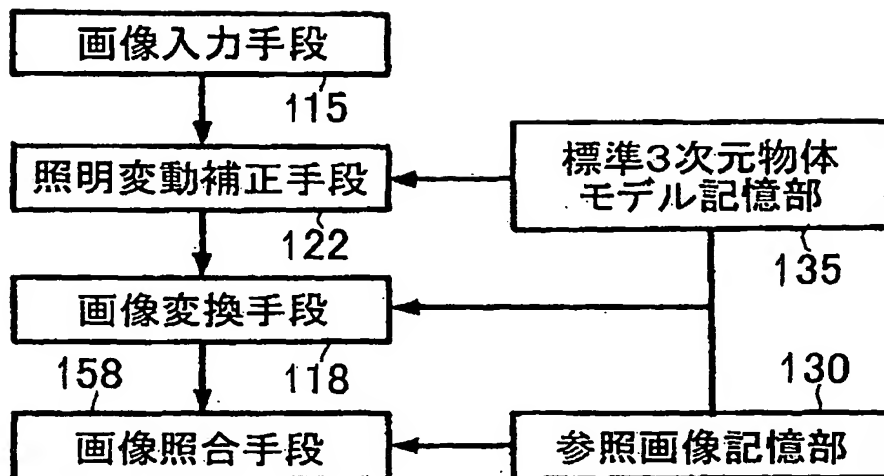 画像入力手段
115
照明変動補正手段
122
標準3次元物体
モデル記憶部
135
画像変換手段
118
158
130
画像照合手段
参照画像記憶部